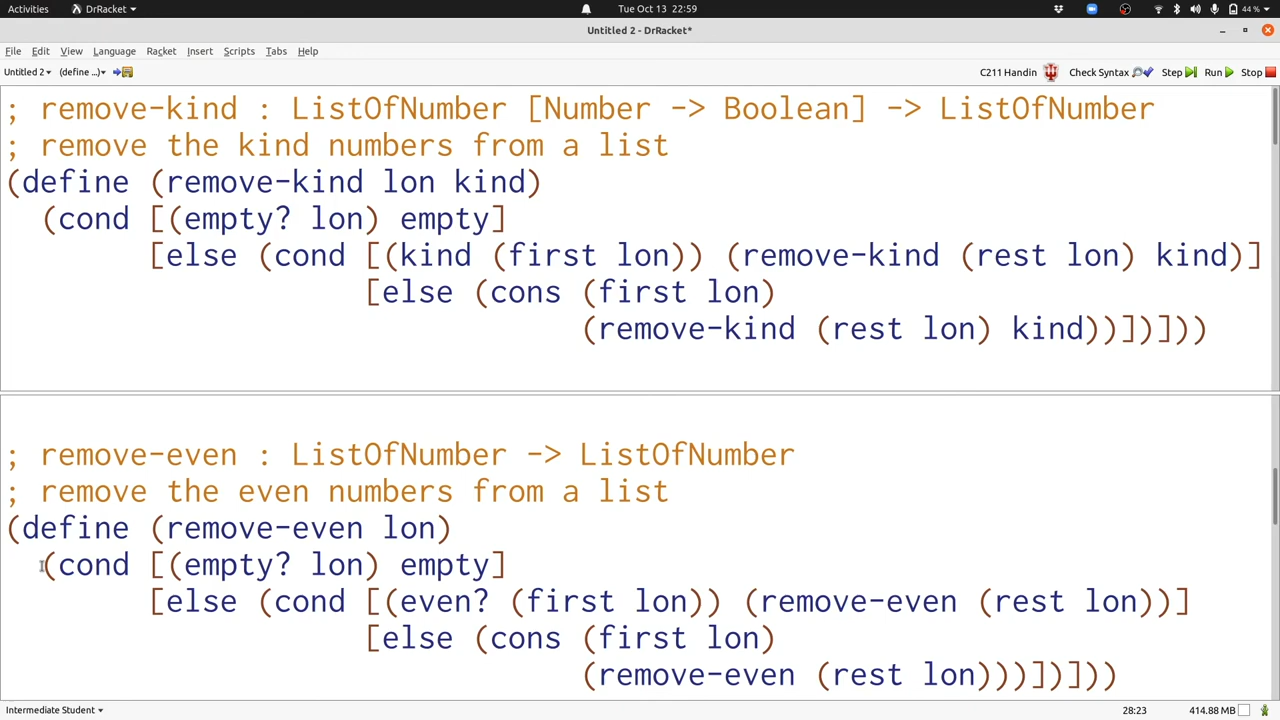 Activities DrRacket Tue Oct 13 22:59 44 %
Untitled 2 - DrRacket*
File Edit View Language Racket Insert Scripts Tabs Help
Untitled 2 (define ...) C211 Handin Check Syntax Step Run Stop
; remove-kind : ListOfNumber [Number -> Boolean] -> ListOfNumber
; remove the kind numbers from a list
(define (remove-kind lon kind)
(cond [(empty? lon) empty]
[else (cond [(kind (first lon)) (remove-kind (rest lon) kind)]
[else (cons (first lon)
(remove-kind (rest lon) kind))])]))
; remove-even : ListOfNumber -> ListOfNumber
; remove the even numbers from a list
(define (remove-even lon)
(cond [(empty? lon) empty]
[else (cond [(even? (first lon)) (remove-even (rest lon))]
[else (cons (first lon)
(remove-even (rest lon)))])]))
Intermediate Student 28:23 414.88 MB